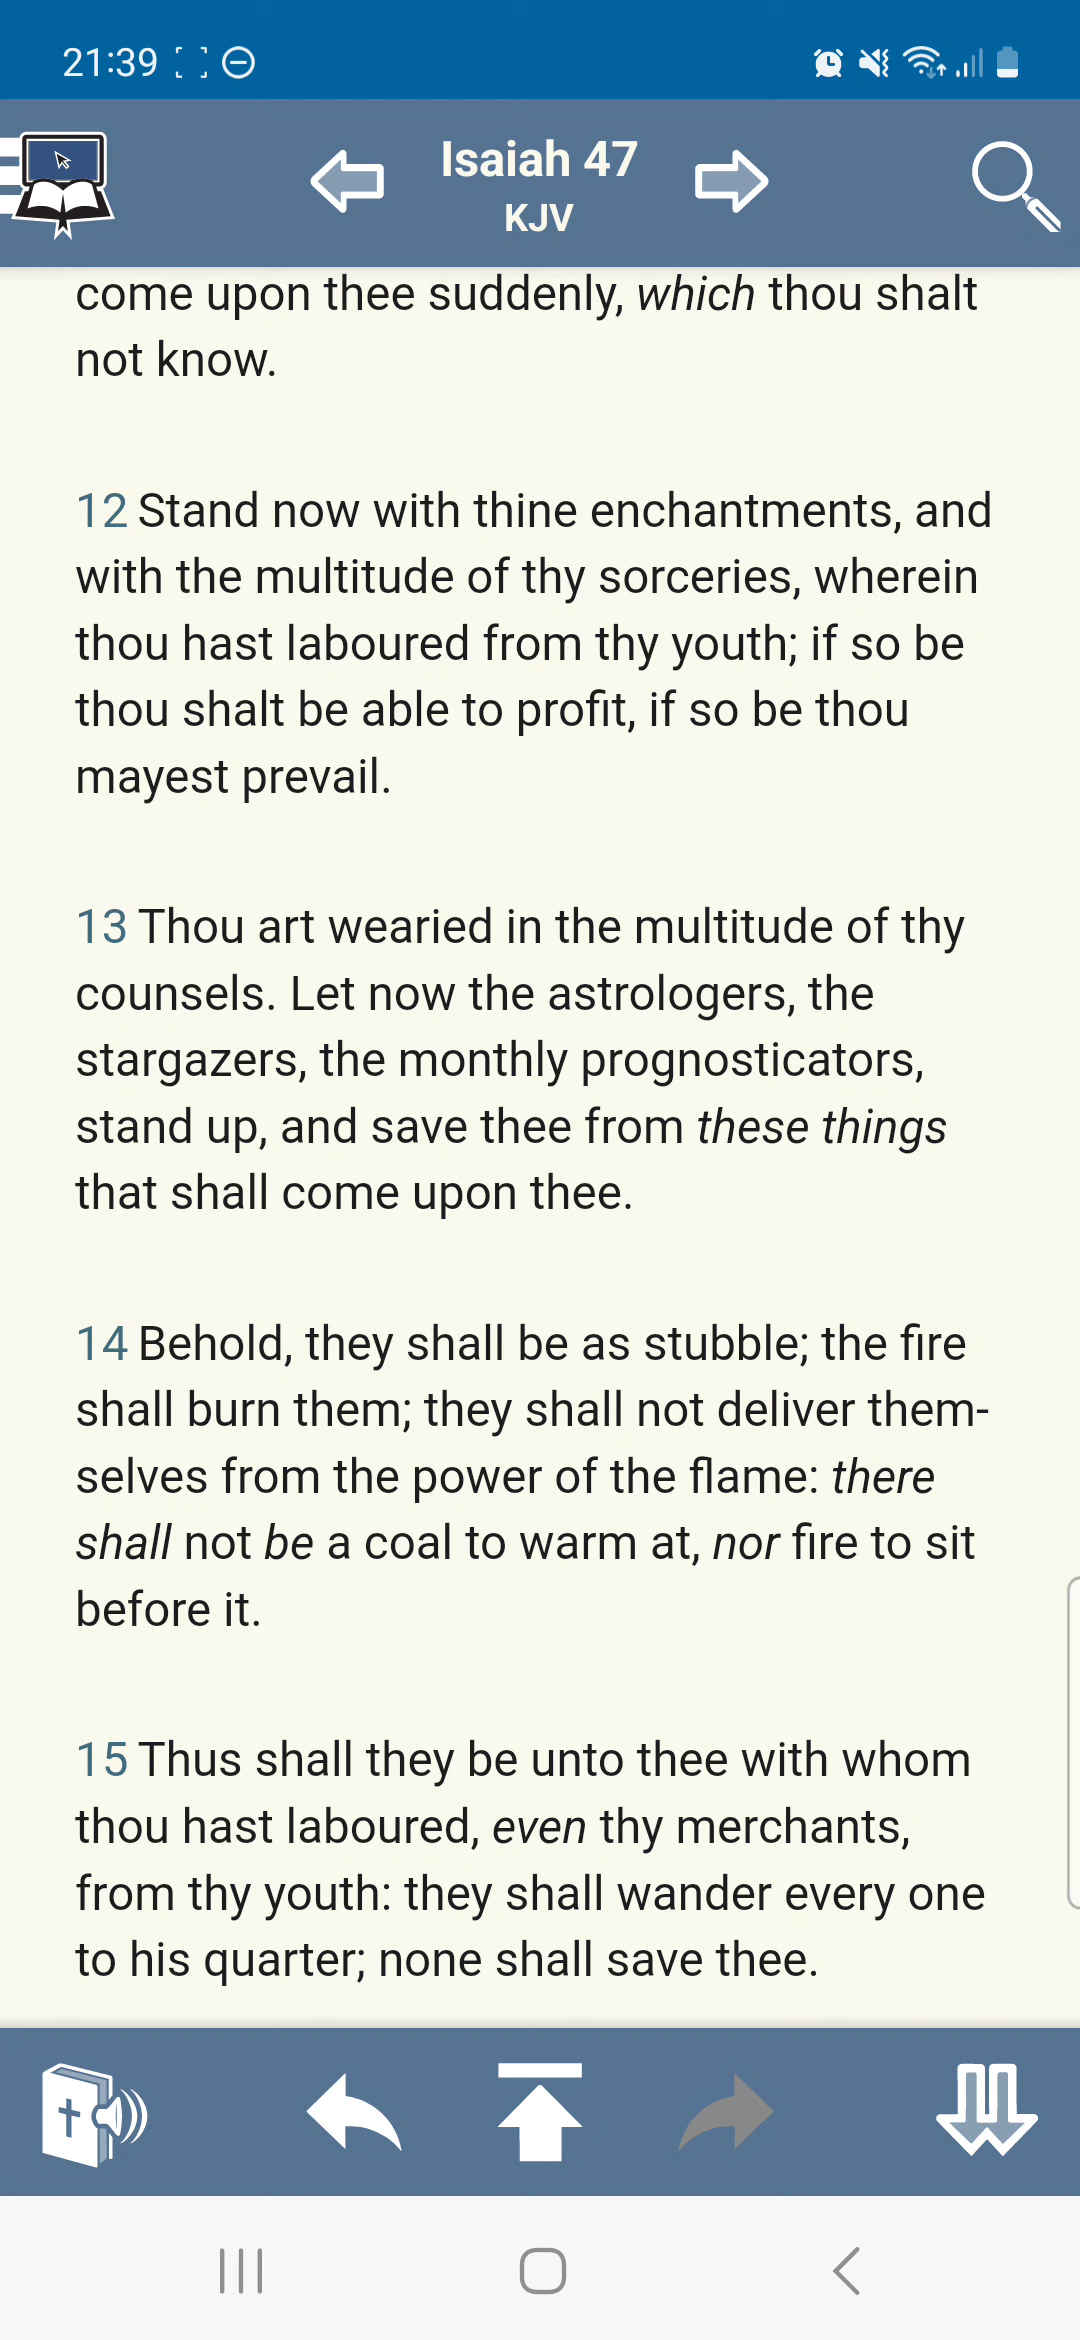 21:39
Isaiah 47
KJV
come upon thee suddenly, which thou shalt
not know.
12 Stand now with thine enchantments, and
with the multitude of thy sorceries, wherein
thou hast laboured from thy youth; if so be
thou shalt be able to profit, if so be thou
mayest prevail.
13 Thou art wearied in the multitude of thy
counsels. Let now the astrologers, the
stargazers, the monthly prognosticators,
stand up, and save thee from these things
that shall come upon thee.
14 Behold, they shall be as stubble; the fire
shall burn them; they shall not deliver them-
selves from the power of the flame: there
shall not be a coal to warm at, nor fire to sit
before it.
15 Thus shall they be unto thee with whom
thou hast laboured, even thy merchants,
from thy youth: they shall wander every one
to his quarter; none shall save thee.